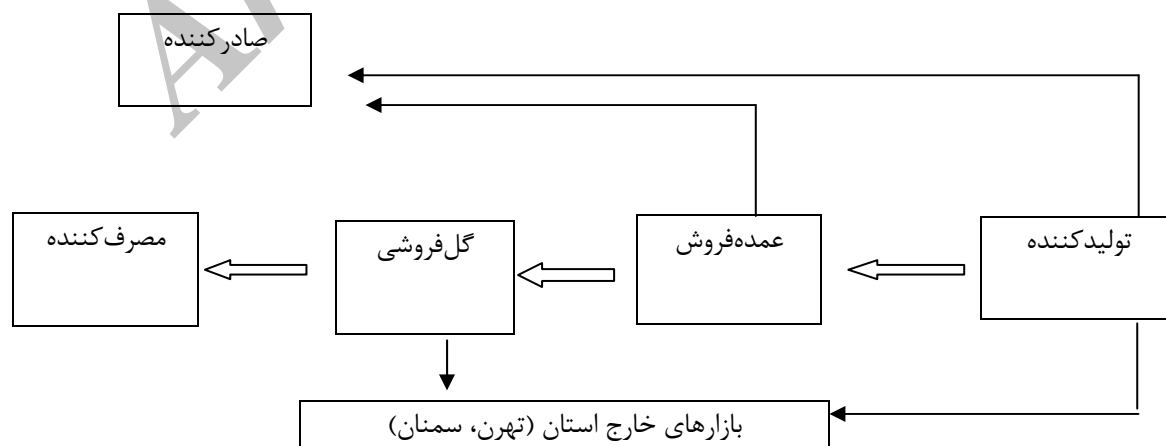 صادرکننده
تولیدکننده
عمده‌فروش
گل‌فروشی
مصرف‌کننده
بازارهای خارج استان (تهرن، سمنان)